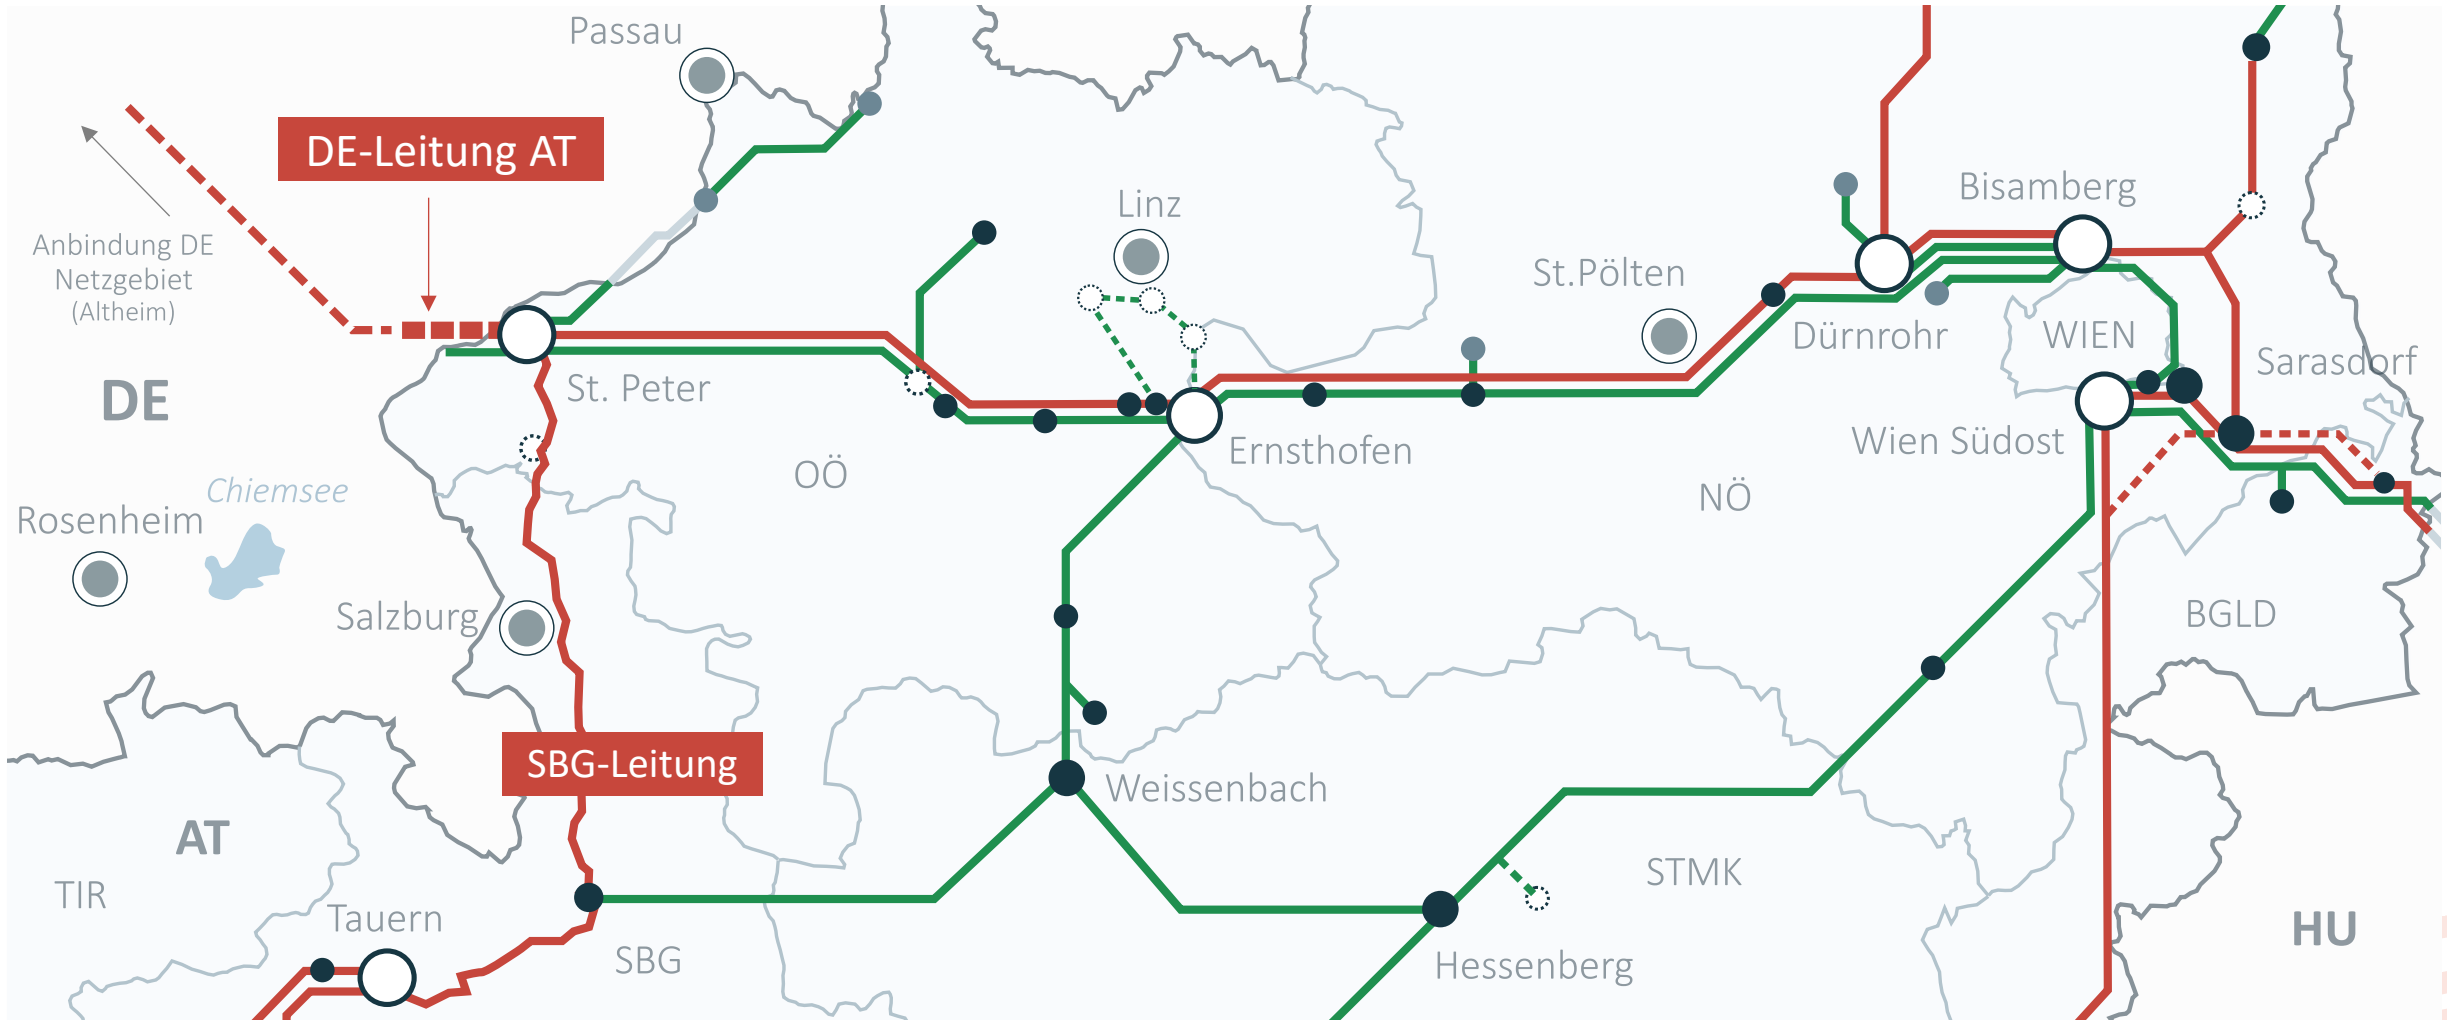 Passau
DE-Leitung AT
Bisamberg
Linz
Anbindung DE
Netzgebiet
(Altheim)
St.Pölten
Dürnrohr
WIEN
Sarasdorf
St. Peter
DE
Wien Südost
Ernsthofen
OÖ
Chiemsee
NÖ
Rosenheim
Salzburg
BGLD
SBG-Leitung
Weissenbach
AT
STMK
TIR
Tauern
HU
SBG
Hessenberg